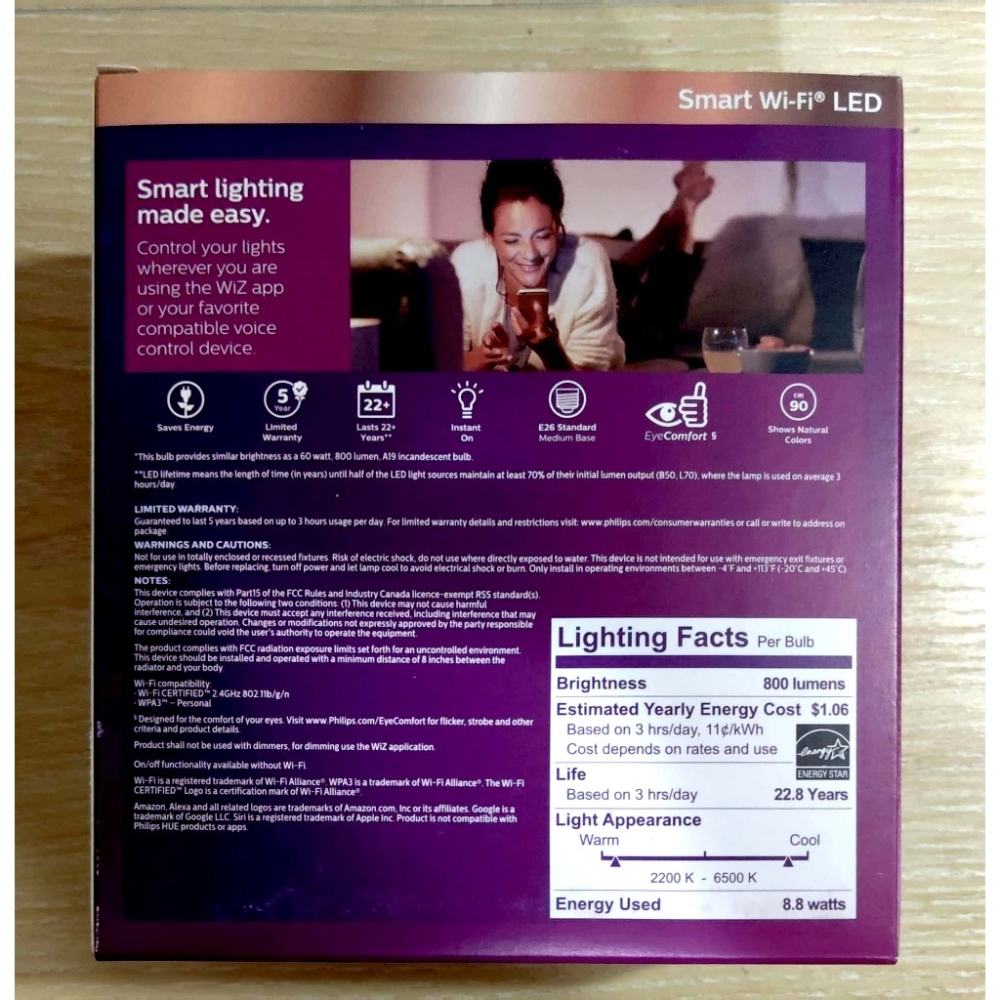 Smart Wi-Fi® LED
Smart lighting
made easy.
Control your lights
wherever you are
using the WiZ app
or your favorite
compatible voice
control device.
Saves Energy
5
Year
Limited
Warranty
22+
Lasts 22+
Years**
Instant
On
E26 Standard
Medium Base
EyeComfort §
CRI
90
Shows Natural
Colors
*This bulb provides similar brightness as a 60 watt, 800 lumen, A19 incandescent bulb.
**LED lifetime means the length of time (in years) until half of the LED light sources maintain at least 70% of their initial lumen output (B50, L70), where the lamp is used on average 3
hours/day
LIMITED WARRANTY:
Guaranteed to last 5 years based on up to 3 hours usage per day. For limited warranty details and restrictions visit: www.philips.com/consumerwarranties or call or write to address on
package.
WARNINGS AND CAUTIONS:
Not for use in totally enclosed or recessed fixtures. Risk of electric shock, do not use where directly exposed to water. This device is not intended for use with emergency exit fixtures or
emergency lights. Before replacing, turn off power and let lamp cool to avoid electrical shock or burn. Only install in operating environments between -4°F and +113°F (-20°C and +45°C).
NOTES:
This device complies with Part15 of the FCC Rules and Industry Canada licence-exempt RSS standard(s).
Operation is subject to the following two conditions: (1) This device may not cause harmful
interference, and (2) This device must accept any interference received, including interference that may
cause undesired operation. Changes or modifications not expressly approved by the party responsible
for compliance could void the user's authority to operate the equipment.
The product complies with FCC radiation exposure limits set forth for an uncontrolled environment.
This device should be installed and operated with a minimum distance of 8 inches between the
radiator and your body.
Wi-Fi compatibility:
- Wi-Fi CERTIFIED™ 2.4GHz 802.11b/g/n
- WPA3™ - Personal
§ Designed for the comfort of your eyes. Visit www.Philips.com/EyeComfort for flicker, strobe and other
criteria and product details.
Product shall not be used with dimmers, for dimming use the WiZ application.
On/off functionality available without Wi-Fi.
Wi-Fi is a registered trademark of Wi-Fi Alliance®. WPA3 is a trademark of Wi-Fi Alliance®. The Wi-Fi
CERTIFIED™ Logo is a certification mark of Wi-Fi Alliance®.
Amazon, Alexa and all related logos are trademarks of Amazon.com, Inc or its affiliates. Google is a
trademark of Google LLC. Siri is a registered trademark of Apple Inc. Product is not compatible with
Philips HUE products or apps.
Lighting Facts Per Bulb
Brightness 800 lumens
Estimated Yearly Energy Cost $1.06
Based on 3 hrs/day, 11¢/kWh
Cost depends on rates and use
energy
ENERGY STAR
Life
Based on 3 hrs/day 22.8 Years
Light Appearance
Warm Cool
2200 K - 6500 K
Energy Used 8.8 watts